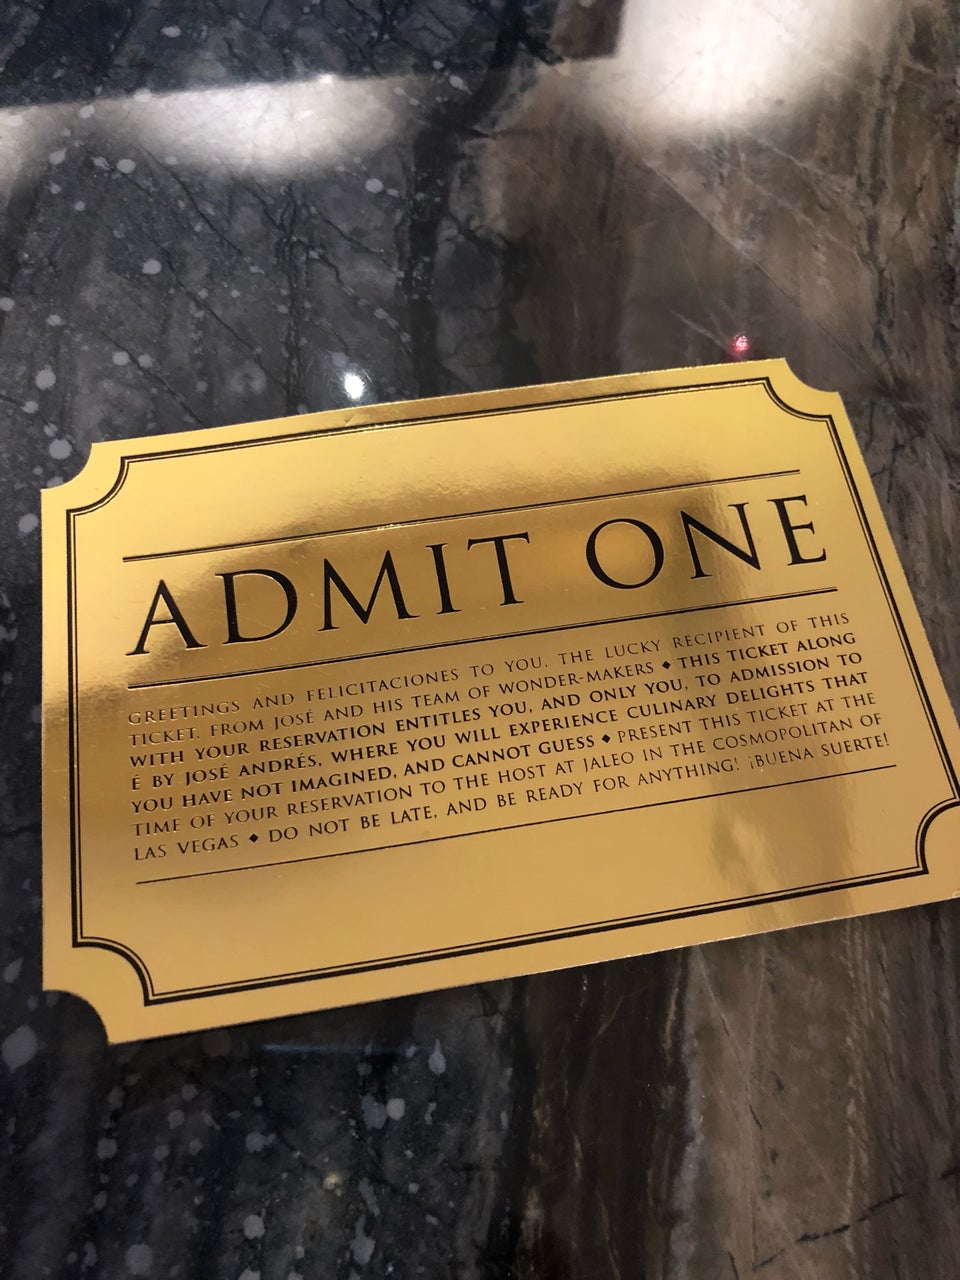 ADMIT ONE
GREETINGS AND FELICITACIONES TO YOU, THE LUCKY RECIPIENT OF THIS
TICKET, FROM JOSÉ AND HIS TEAM OF WONDER-MAKERS ◆ THIS TICKET ALONG
WITH YOUR RESERVATION ENTITLES YOU, AND ONLY YOU, TO ADMISSION TO
É BY JOSÉ ANDRÉS, WHERE YOU WILL EXPERIENCE CULINARY DELIGHTS THAT
YOU HAVE NOT IMAGINED, AND CANNOT GUESS ◆ PRESENT THIS TICKET AT THE
TIME OF YOUR RESERVATION TO THE HOST AT JALEO IN THE COSMOPOLITAN OF
LAS VEGAS ◆ DO NOT BE LATE, AND BE READY FOR ANYTHING! ¡BUENA SUERTE!